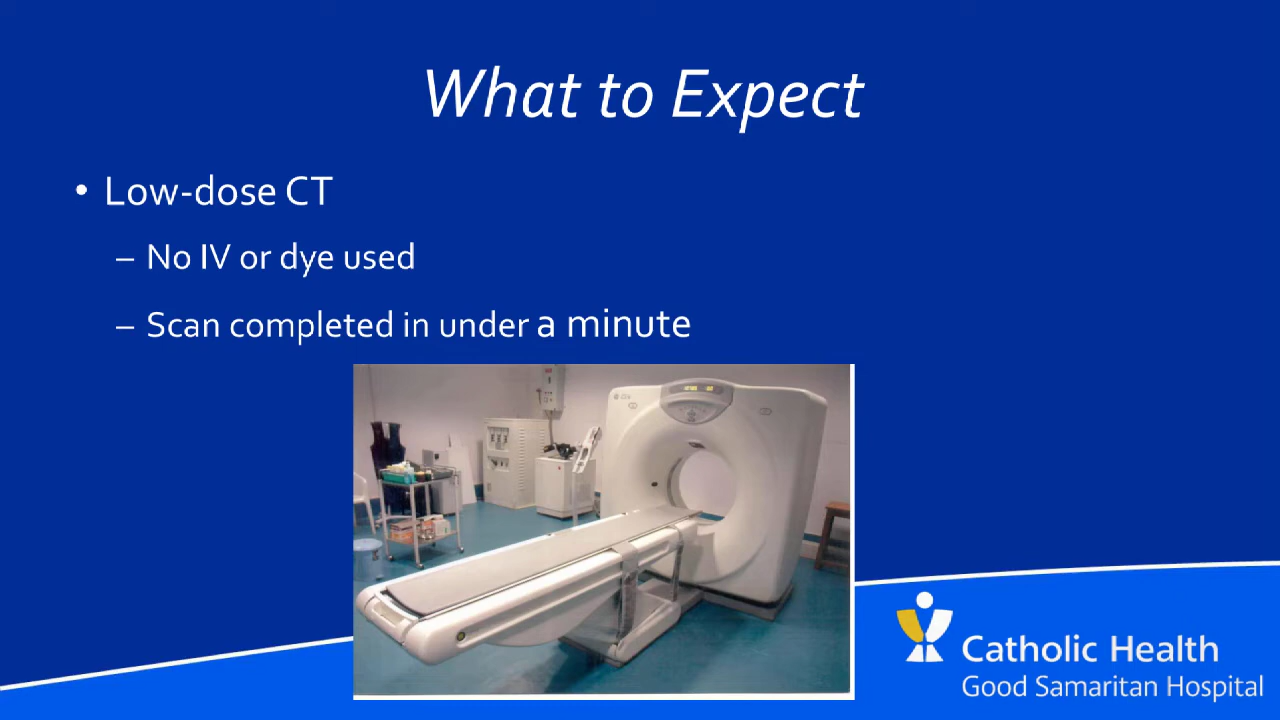 What to Expect
• Low-dose CT
– No IV or dye used
– Scan completed in under a minute
Catholic Health
Good Samaritan Hospital